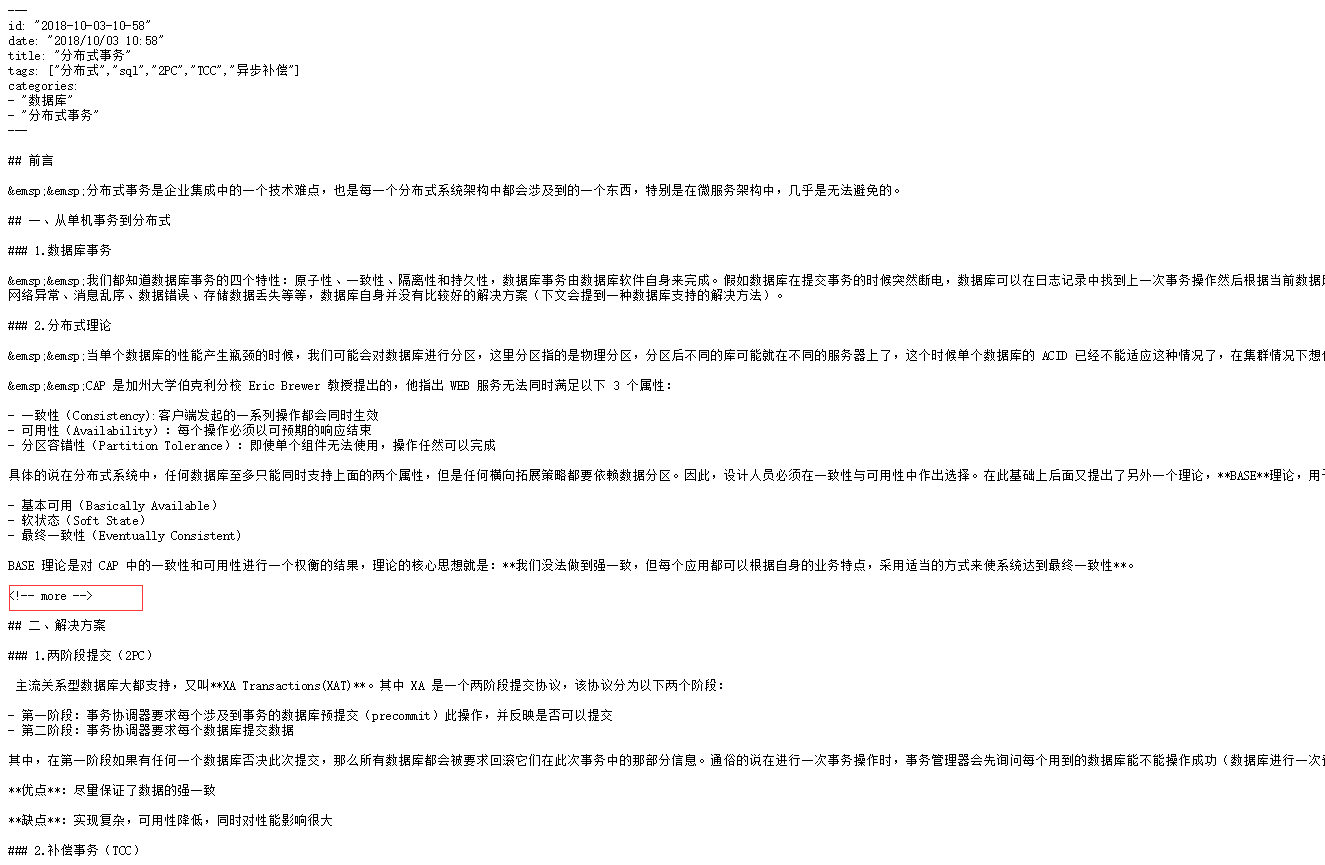 ---
id: "2018-10-03-10-58"
date: "2018/10/03 10:58"
title: "分布式事务"
tags: ["分布式","sql","2PC","TCC","异步补偿"]
categories:
- "数据库"
- "分布式事务"
---
## 前言
&emsp;&emsp;分布式事务是企业集成中的一个技术难点，也是每一个分布式系统架构中都会涉及到的一个东西，特别是在微服务架构中，几乎是无法避免的。
## 一、从单机事务到分布式
### 1.数据库事务
&emsp;&emsp;我们都知道数据库事务的四个特性：原子性、一致性、隔离性和持久性，数据库事务由数据库软件自身来完成。假如数据库在提交事务的时候突然断电，数据库可以在日志记录中找到上一次事务操作然后根据当前数据
网络异常、消息乱序、数据错误、存储数据丢失等等，数据库自身并没有比较好的解决方案（下文会提到一种数据库支持的解决方法）。
### 2.分布式理论
&emsp;&emsp;当单个数据库的性能产生瓶颈的时候，我们可能会对数据库进行分区，这里分区指的是物理分区，分区后不同的库可能就在不同的服务器上了，这个时候单个数据库的 ACID 已经不能适应这种情况了，在集群情况下想
&emsp;&emsp;CAP 是加州大学伯克利分校 Eric Brewer 教授提出的，他指出 WEB 服务无法同时满足以下 3 个属性：
- 一致性（Consistency):客户端发起的一系列操作都会同时生效
- 可用性（Availability）：每个操作必须以可预期的响应结束
- 分区容错性（Partition Tolerance）：即使单个组件无法使用，操作任然可以完成
具体的说在分布式系统中，任何数据库至多只能同时支持上面的两个属性，但是任何横向拓展策略都要依赖数据分区。因此，设计人员必须在一致性与可用性中作出选择。在此基础上后面又提出了另外一个理论，**BASE**理论，用
- 基本可用（Basically Available）
- 软状态（Soft State）
- 最终一致性（Eventually Consistent)
BASE 理论是对 CAP 中的一致性和可用性进行一个权衡的结果，理论的核心思想就是：**我们没法做到强一致，但每个应用都可以根据自身的业务特点，采用适当的方式来使系统达到最终一致性**。
<!-- more -->
## 二、解决方案
### 1.两阶段提交（2PC）
主流关系型数据库大都支持，又叫**XA Transactions(XAT)**。其中 XA 是一个两阶段提交协议，该协议分为以下两个阶段：
- 第一阶段：事务协调器要求每个涉及到事务的数据库预提交（precommit）此操作，并反映是否可以提交
- 第二阶段：事务协调器要求每个数据库提交数据
其中，在第一阶段如果有任何一个数据库否决此次提交，那么所有数据库都会被要求回滚它们在此次事务中的那部分信息。通俗的说在进行一次事务操作时，事务管理器会先询问每个用到的数据库能不能操作成功（数据库进行一次
**优点**：尽量保证了数据的强一致
**缺点**：实现复杂，可用性降低，同时对性能影响很大
### 2.补偿事务（TCC）